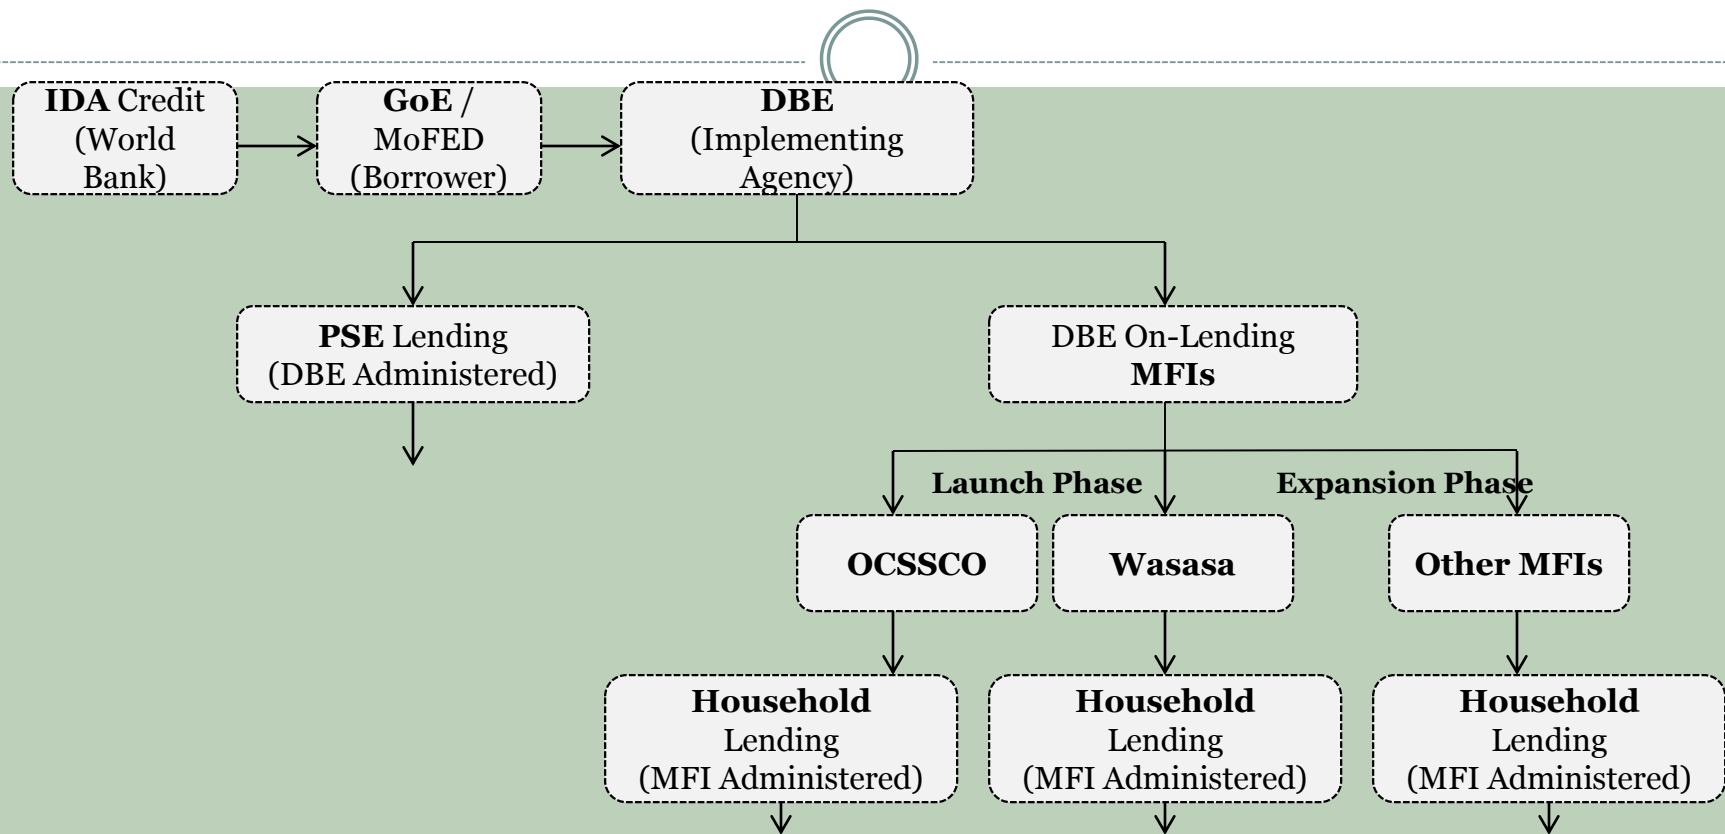 IDA Credit
(World
Bank)
GoE /
MoFED
(Borrower)
DBE
(Implementing
Agency)
PSE Lending
(DBE Administered)
DBE On-Lending
MFIs
Launch Phase
Expansion Phase
OCSSCO
Wasasa
Other MFIs
Household
Lending
(MFI Administered)
Household
Lending
(MFI Administered)
Household
Lending
(MFI Administered)